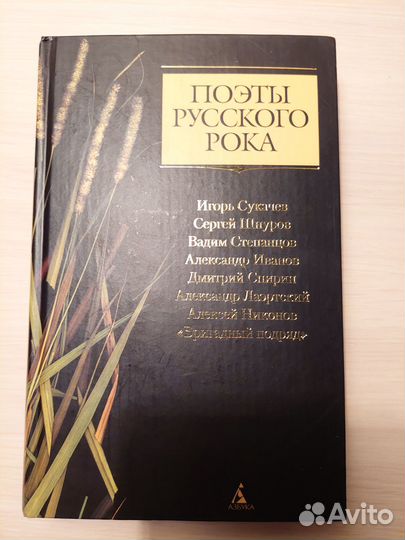 ПОЭТЫ
РУССКОГО
РОКА
Игорь Сукачев
Сергей Шнуров
Вадим Степанцов
Александр Иванов
Дмитрий Спирин
Александр Лаэртский
Алексей Никонов
«Бригадный подряд»
АЗБУКА
Avito